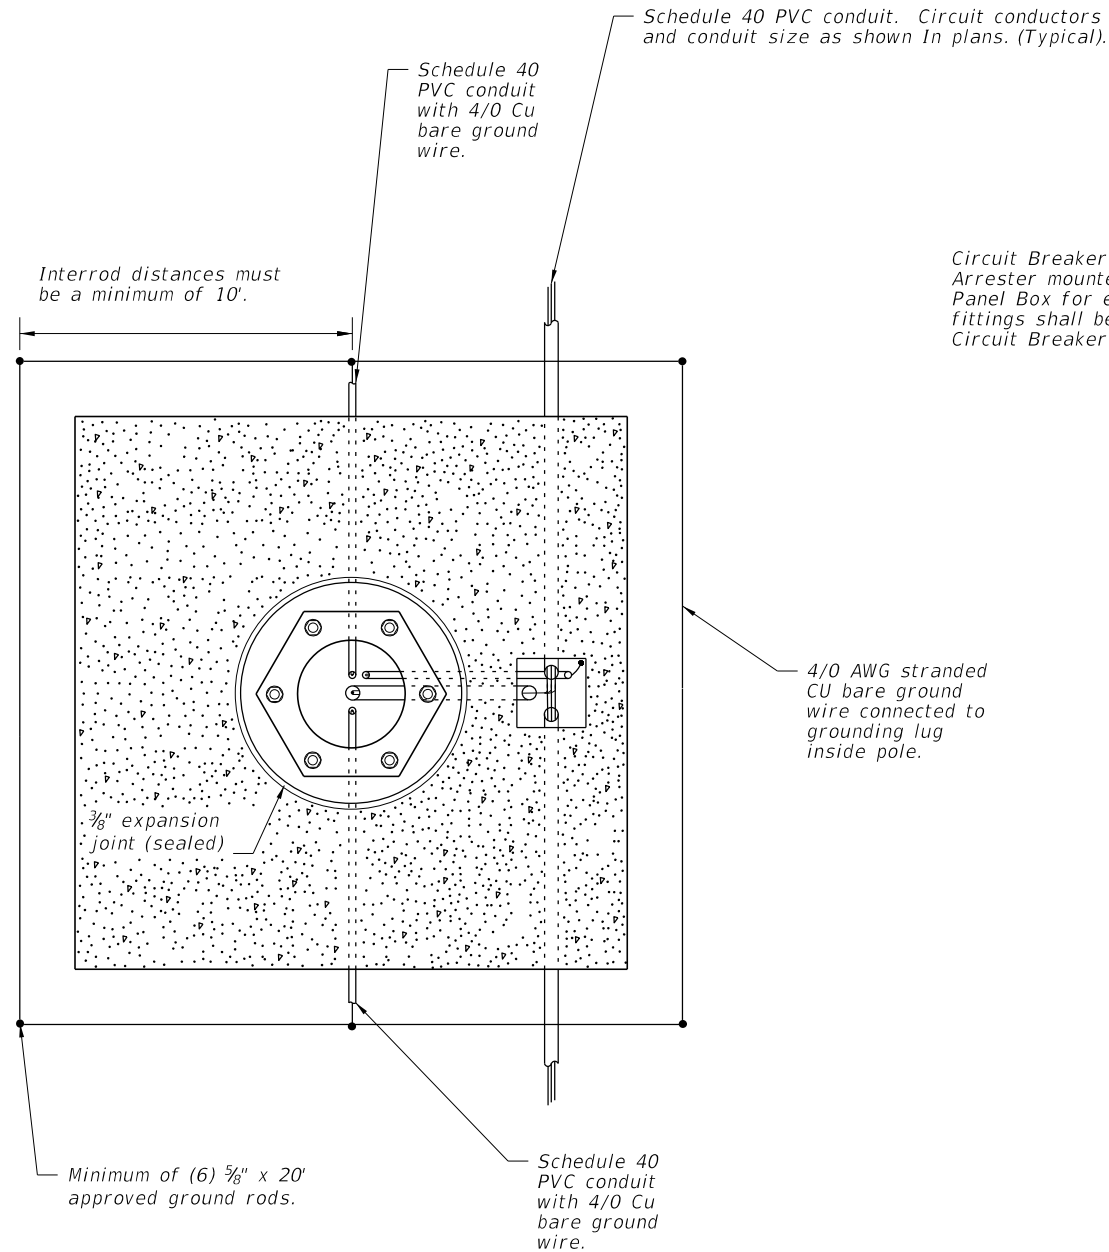 Schedule 40 PVC conduit. Circuit conductors
and conduit size as shown In plans. (Typical).
Schedule 40
PVC conduit
with 4/0 Cu
bare ground
wire.
Interrod distances must
be a minimum of 10'.
Circuit Breaker
Arrester
Panel Box for
fittings shall
Circuit Breaker
4/0 AWG stranded
CU bare ground
wire connected to
grounding lug
inside pole.
⅜" expansion
joint (sealed)
Minimum of (6) ⅝" x 20'
approved ground rods.
Schedule 40
PVC conduit
with 4/0 Cu
bare ground
wire.